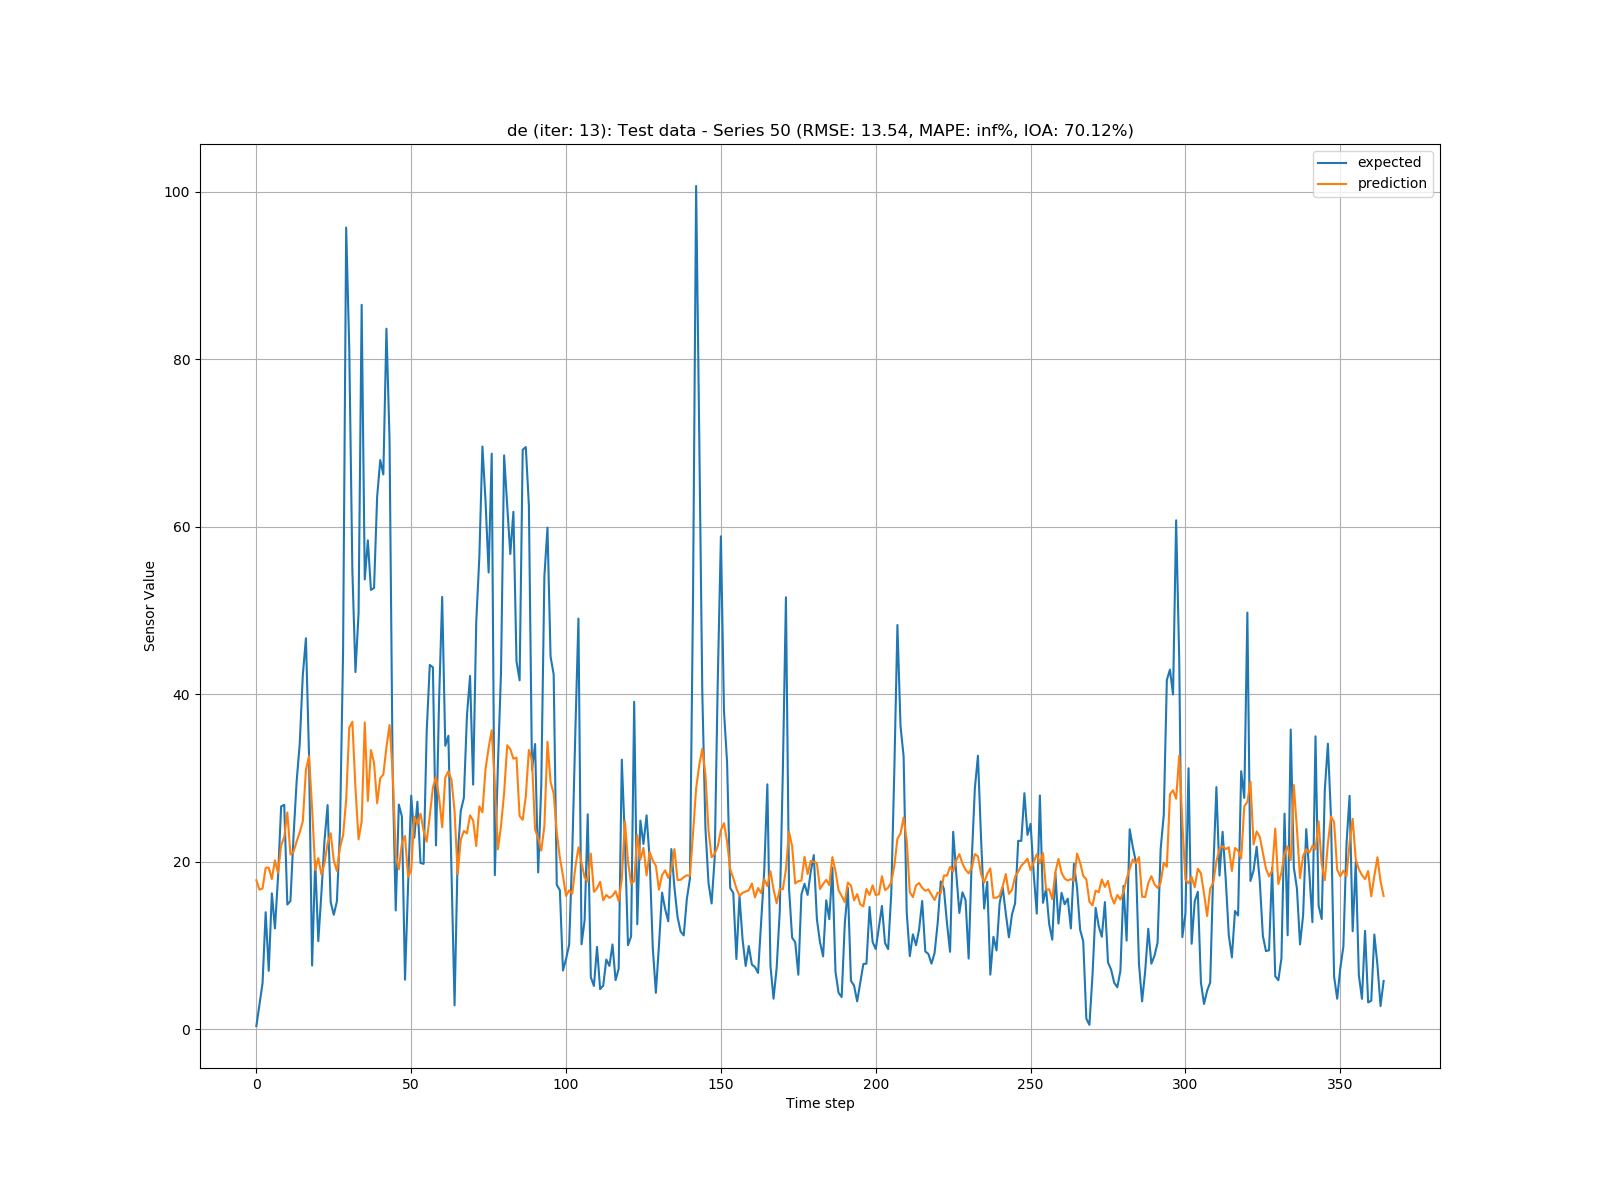 de (iter: 13): Test data - Series 50 (RMSE: 13.54, MAPE: inf%, IOA: 70.12%)
expected
prediction
100
80
60
40
20
0
Sensor Value
0 50 100 150 200 250 300 350
Time step